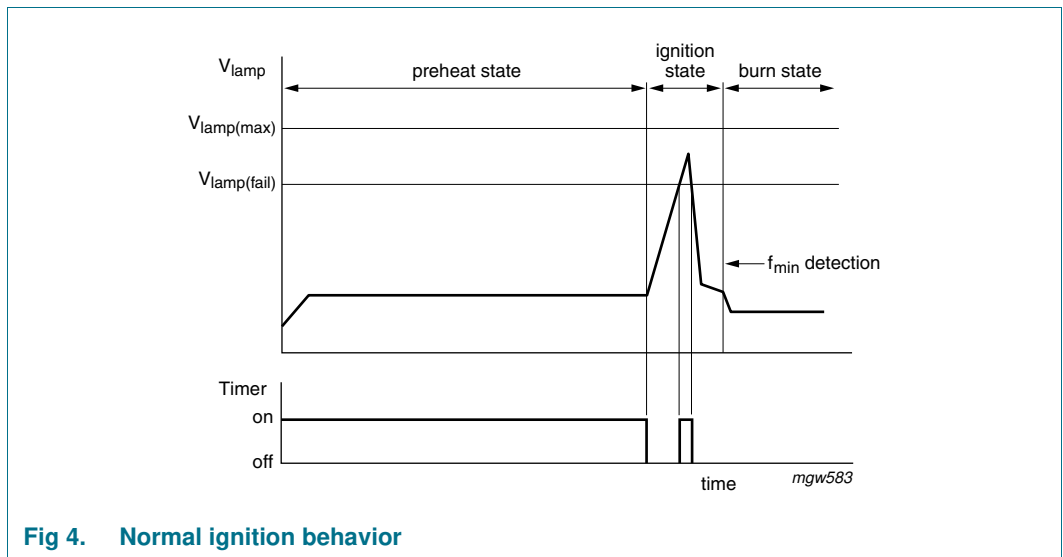 V_lamp
preheat state
ignition
state
burn state
V_lamp(max)
V_lamp(fail)
f_min detection
Timer
on
off
time
mgw583
Fig 4. Normal ignition behavior